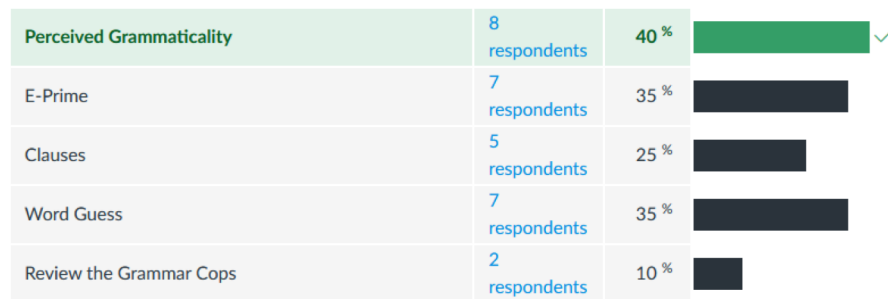 Perceived Grammaticality 8 respondents 40 %
E-Prime 7 respondents 35 %
Clauses 5 respondents 25 %
Word Guess 7 respondents 35 %
Review the Grammar Cops 2 respondents 10 %